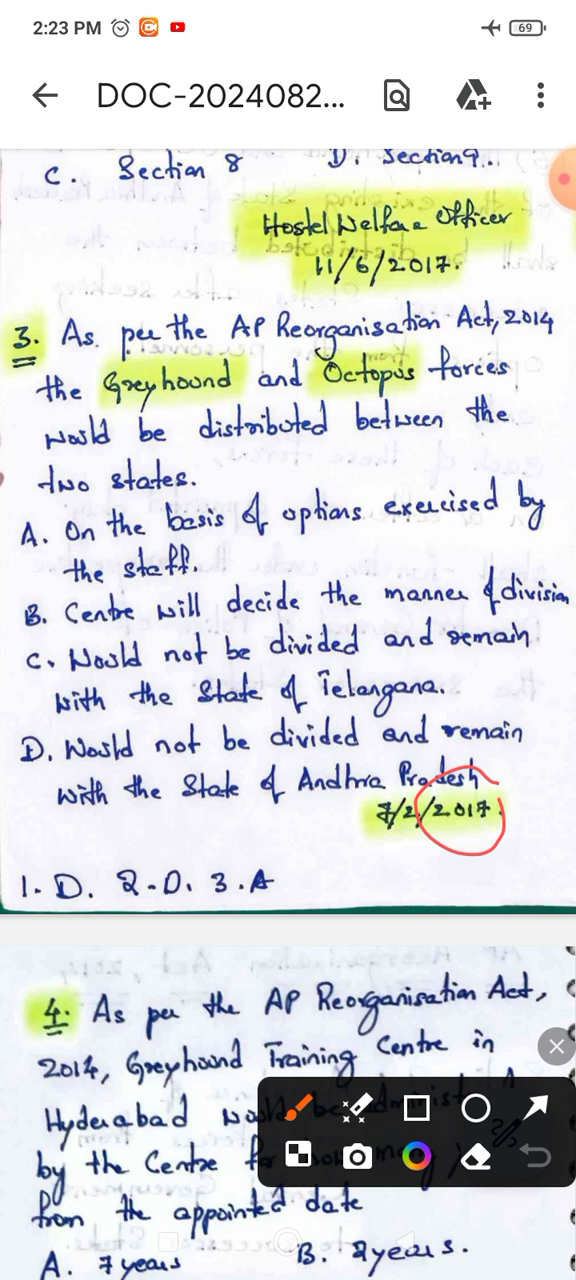 2:23 PM
69
DOC-2024082...
C. Section 8 D. Section 9..
Hostel Welfare Officer
11/6/2017.
3. As per the AP Reorganisation Act, 2014
the Greyhound and Octopus forces
would be distributed between the
two states.
A. On the basis of options exercised by
the staff.
B. Centre will decide the manner of division
C. Would not be divided and remain
with the State of Telangana.
D. Would not be divided and remain
with the State of Andhra Pradesh
7/2/2017.
1. D. 2. D. 3. A
4. As per the AP Reorganisation Act,
2014, Greyhound Training Centre in
Hyderabad
by the Centre
from the appointed date
A. 7 years B. 2 years.